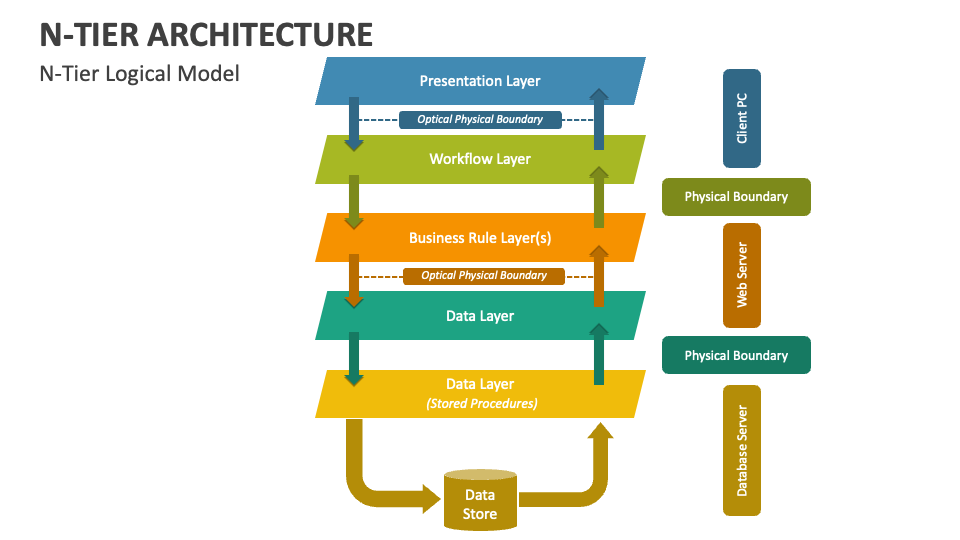 N-TIER ARCHITECTURE
N-Tier Logical Model
Presentation Layer
Optical Physical Boundary
Workflow Layer
Business Rule Layer(s)
Optical Physical Boundary
Data Layer
Data Layer
(Stored Procedures)
Data
Store
Client PC
Physical Boundary
Web Server
Physical Boundary
Database Server